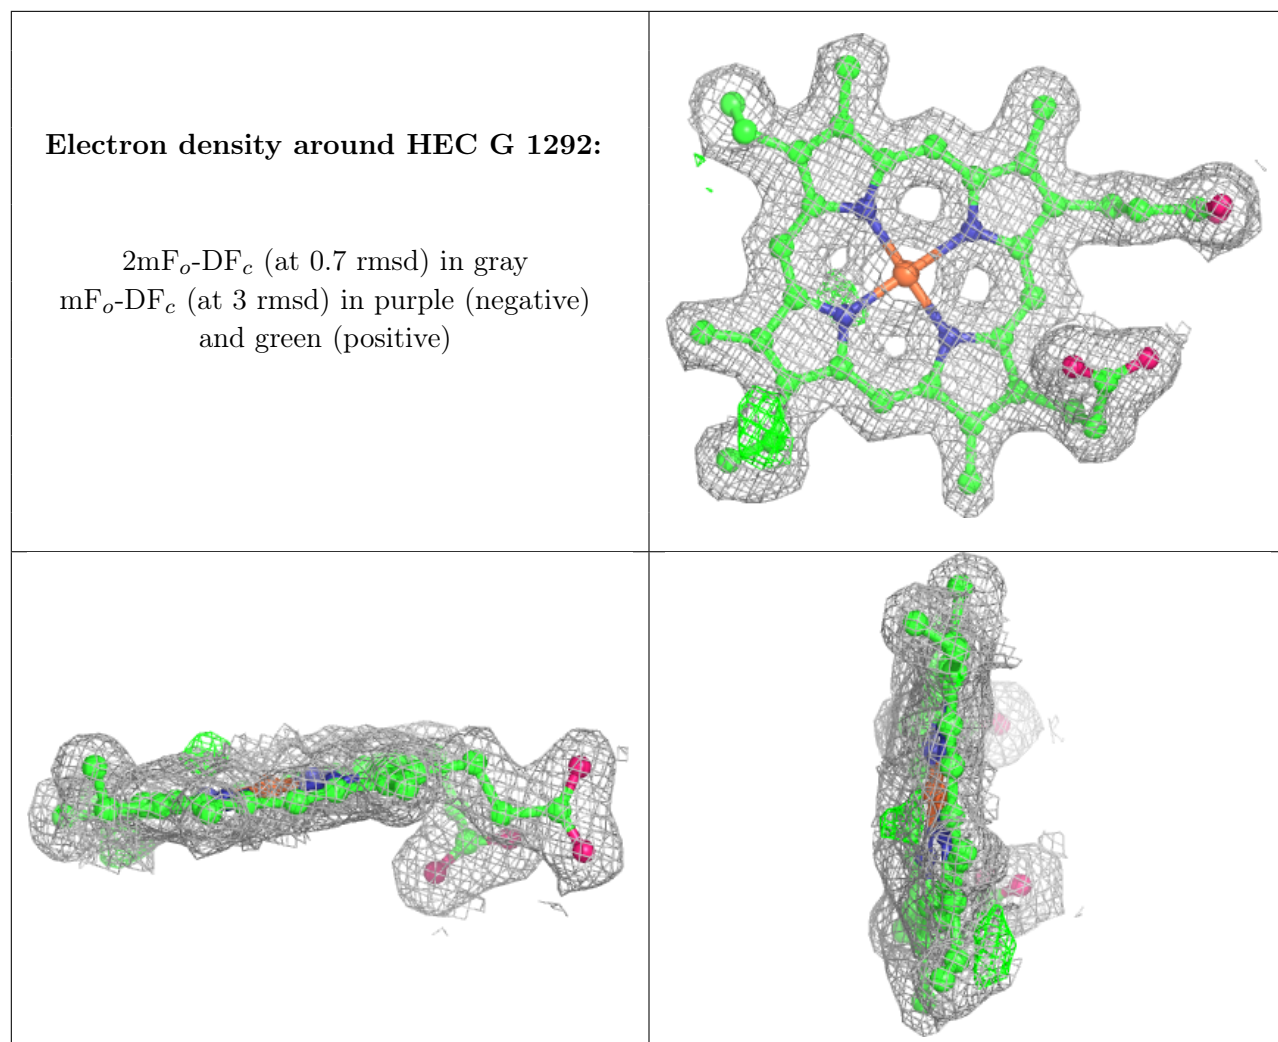 Electron density around HEC G 1292:
2mFo-DFc (at 0.7 rmsd) in gray
mFo-DFc (at 3 rmsd) in purple (negative)
and green (positive)